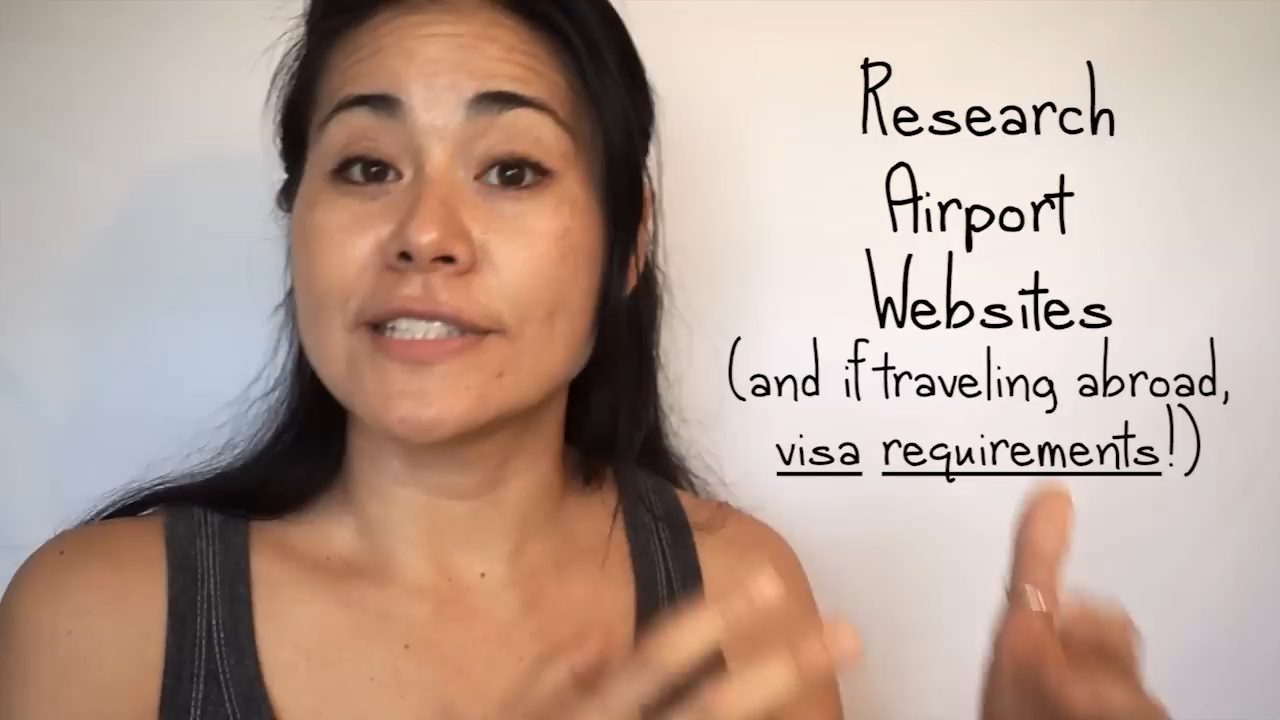 Research
Airport
Websites
(and if traveling abroad,
visa requirements!)